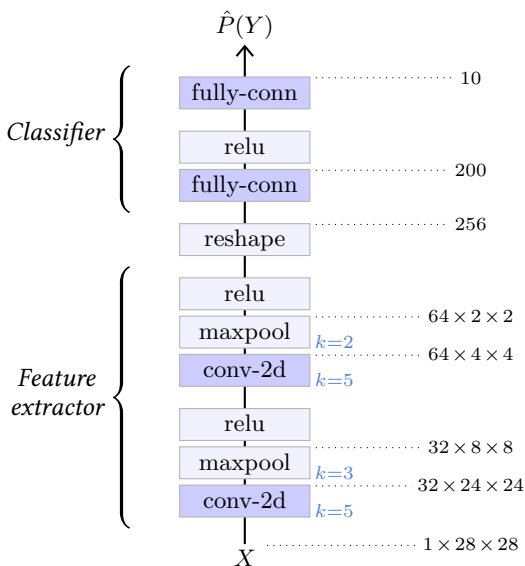 P̂(Y)
10
fully-conn
Classifier
relu
200
fully-conn
256
reshape
relu
64 × 2 × 2
maxpool
k=2
64 × 4 × 4
conv-2d
k=5
Feature
extractor
relu
32 × 8 × 8
maxpool
k=3
32 × 24 × 24
conv-2d
k=5
1 × 28 × 28
X